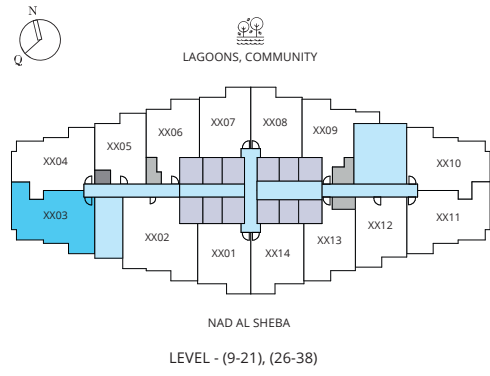 N
Q
LAGOONS, COMMUNITY
XX07
XX08
XX06
XX09
XX05
XX04
XX10
XX03
XX11
XX02
XX12
XX13
XX01
XX14
NAD AL SHEBA
LEVEL - (9-21), (26-38)